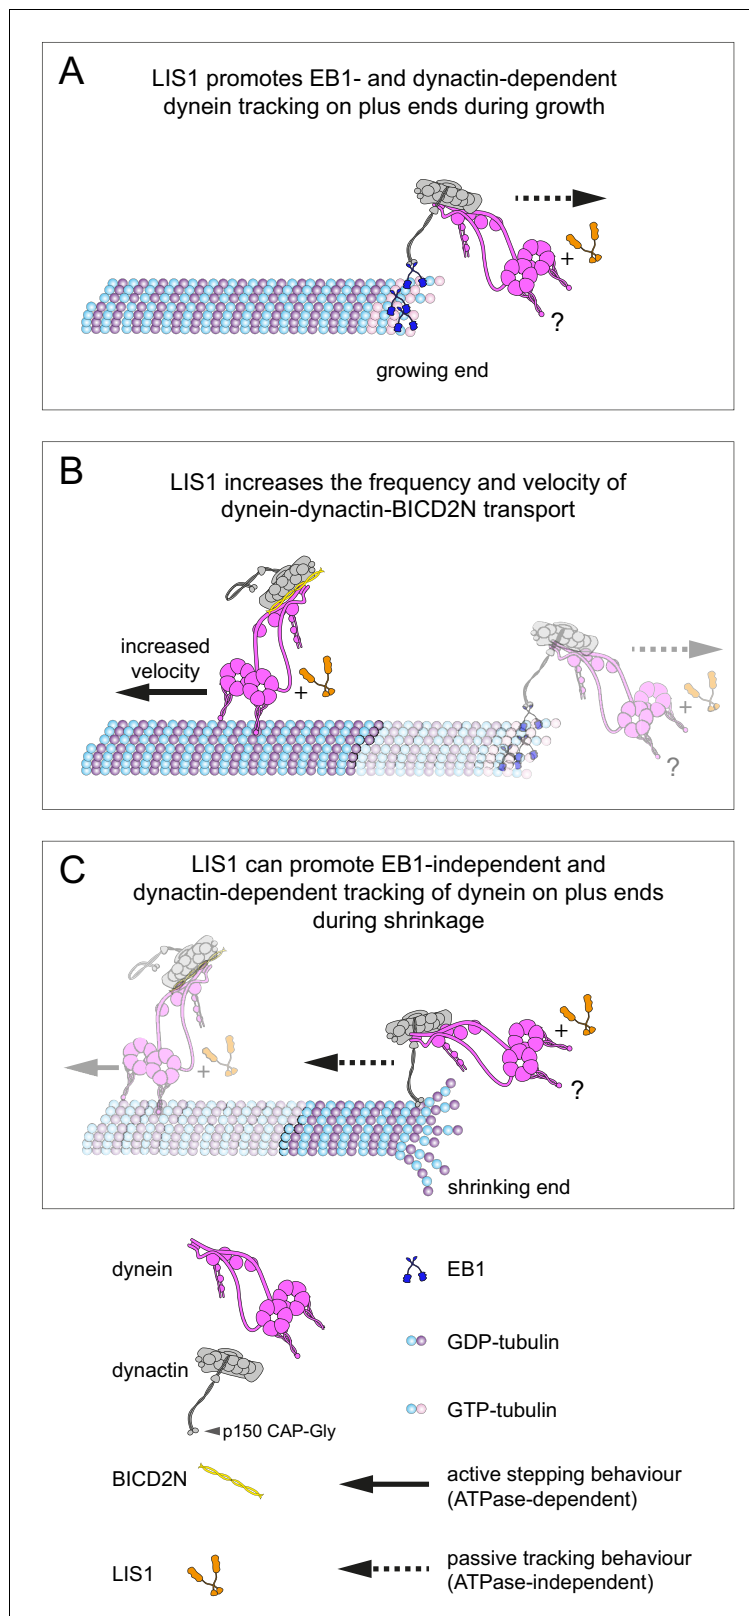 A
LIS1 promotes EB1- and dynactin-dependent
dynein tracking on plus ends during growth
+
?
growing end
B
LIS1 increases the frequency and velocity of
dynein-dynactin-BICD2N transport
increased
velocity
+
+
?
C
LIS1 can promote EB1-independent and
dynactin-dependent tracking of dynein on plus ends
during shrinkage
+
+
?
shrinking end
dynein
EB1
GDP-tubulin
dynactin
GTP-tubulin
p150 CAP-Gly
BICD2N
active stepping behaviour
(ATPase-dependent)
LIS1
passive tracking behaviour
(ATPase-independent)